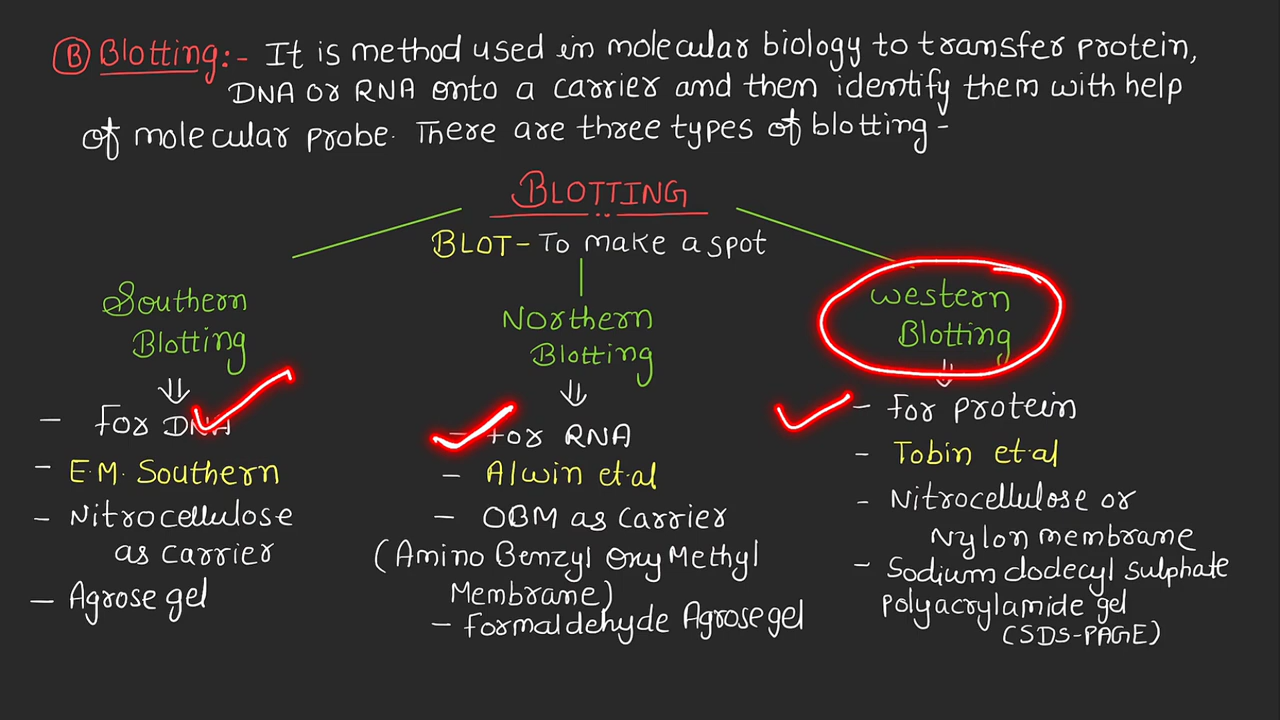 B Blotting:- It is method used in molecular biology to transfer protein,
DNA or RNA onto a carrier and then identify them with help
of molecular probe. There are three types of blotting-
BLOTTING
BLOT- To make a spot
Southern
Blotting
- for DNA
- E.M. Southern
- Nitrocellulose
as carrier
- Agrose gel
Northern
Blotting
- for RNA
- Alwin et.al
- OBM as carrier
(Amino Benzyl Oxy Methyl
Membrane)
- formaldehyde Agrose gel
Western
Blotting
- for protein
- Tobin et.al
- Nitrocellulose or
Nylon membrane
- Sodium dodecyl sulphate
polyacrylamide gel
(SDS-PAGE)